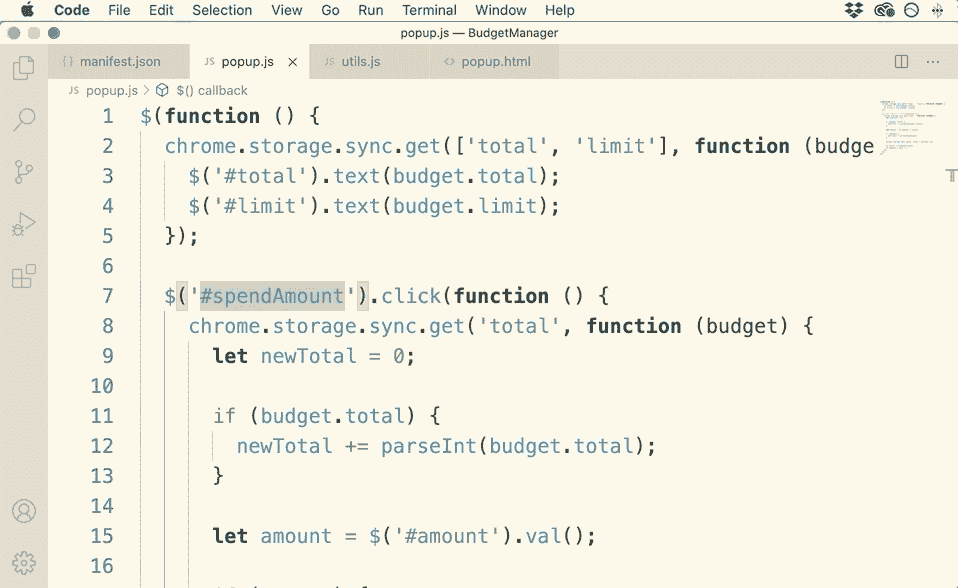 Code File Edit Selection View Go Run Terminal Window Help
popup.js — BudgetManager
{} manifest.json JS popup.js × JS utils.js <> popup.html ...
JS popup.js > $() callback
1 $(function () {
2 chrome.storage.sync.get(['total', 'limit'], function (budge
3 $('#total').text(budget.total);
4 $('#limit').text(budget.limit);
5 });
6
7 $('#spendAmount').click(function () {
8 chrome.storage.sync.get('total', function (budget) {
9 let newTotal = 0;
10
11 if (budget.total) {
12 newTotal += parseInt(budget.total);
13 }
14
15 let amount = $('#amount').val();
16